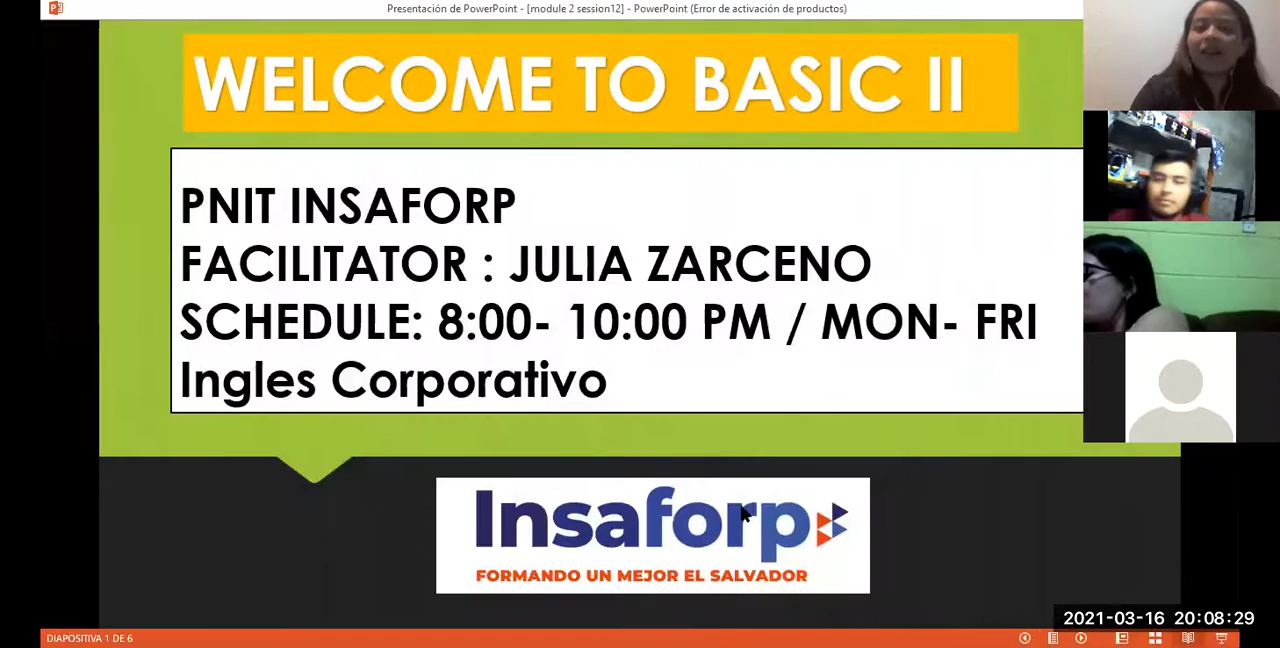 Presentación de PowerPoint - [module 2 session12] - PowerPoint (Error de activación de productos)
WELCOME TO BASIC II
PNIT INSAFORP
FACILITATOR : JULIA ZARCENO
SCHEDULE: 8:00- 10:00 PM / MON- FRI
Ingles Corporativo
Insaforp
FORMANDO UN MEJOR EL SALVADOR
2021-03-16 20:08:29
DIAPOSITIVA 1 DE 6